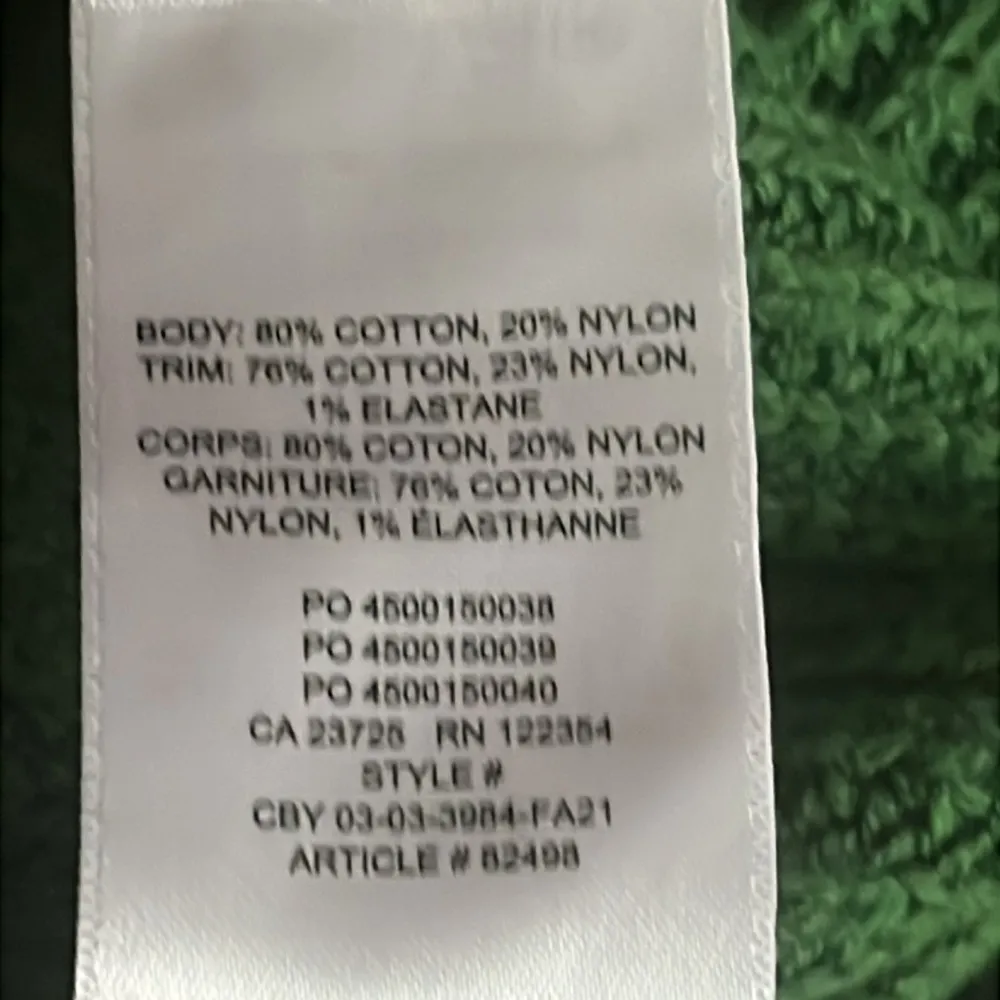 BODY: 80% COTTON, 20% NYLON
TRIM: 76% COTTON, 23% NYLON,
1% ELASTANE
CORPS: 80% COTON, 20% NYLON
GARNITURE: 76% COTON, 23%
NYLON, 1% ÉLASTHANNE
PO 4500150038
PO 4500150039
PO 4500150040
CA 23725 RN 122354
STYLE #
CBY 03-03-3984-FA21
ARTICLE # 82498